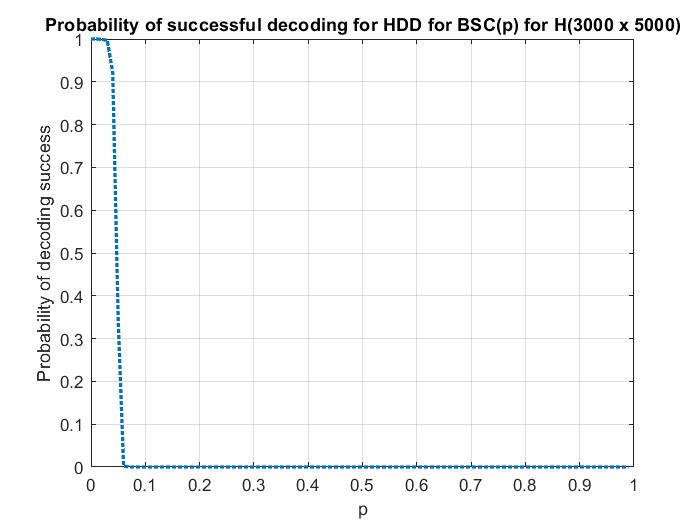 Probability of successful decoding for HDD for BSC(p) for H(3000 x 5000)
1
0.9
0.8
0.7
0.6
0.5
0.4
0.3
0.2
0.1
0
Probability of decoding success
0 0.1 0.2 0.3 0.4 0.5 0.6 0.7 0.8 0.9 1
p